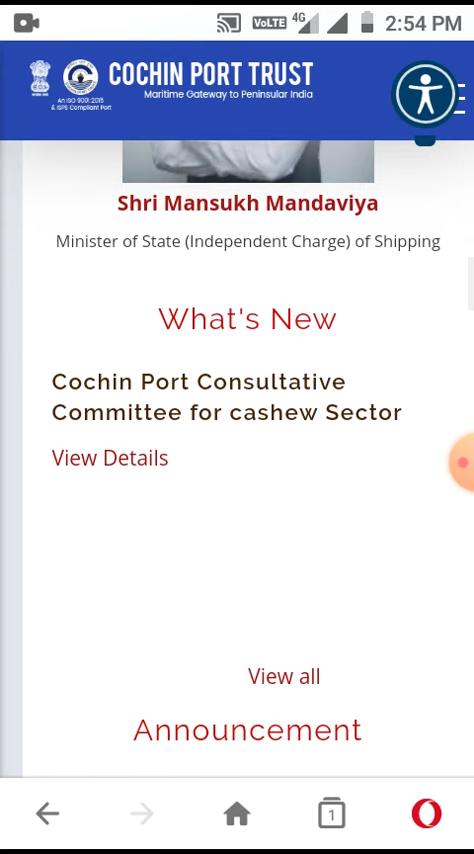 VoLTE 4G 2:54 PM
COCHIN PORT TRUST
Maritime Gateway to Peninsular India
An ISO 9001:2015
& ISPS Compliant Port
Shri Mansukh Mandaviya
Minister of State (Independent Charge) of Shipping
What's New
Cochin Port Consultative
Committee for cashew Sector
View Details
View all
Announcement
1